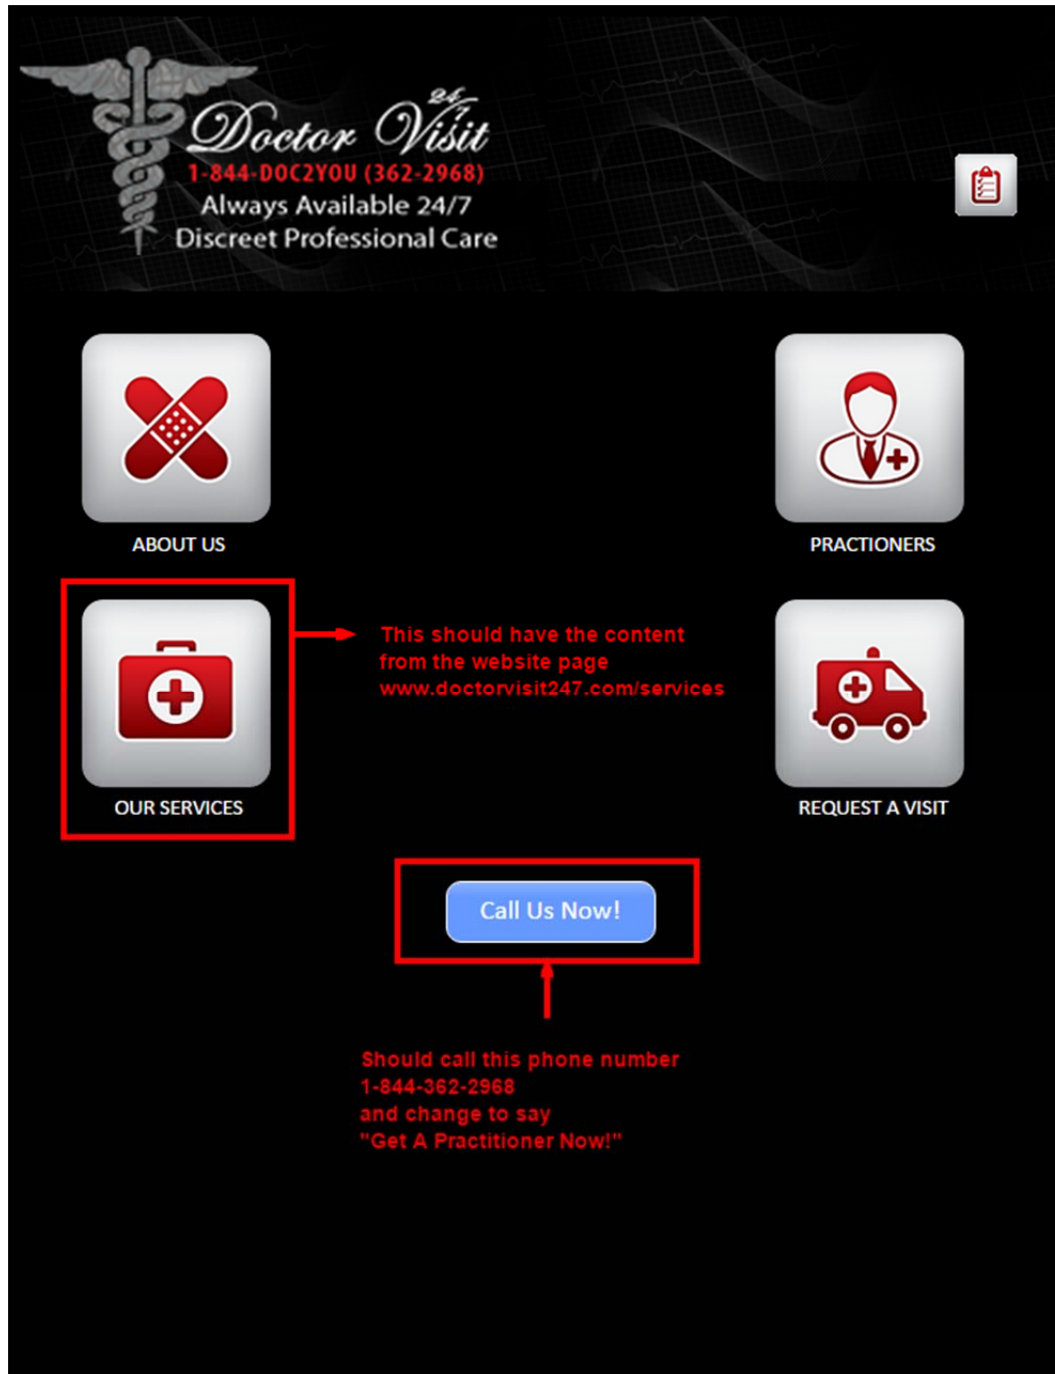 24/7
Doctor Visit
1-844-DOC2YOU (362-2968)
Always Available 24/7
Discreet Professional Care
ABOUT US
PRACTIONERS
This should have the content
from the website page
www.doctorvisit247.com/services
OUR SERVICES
REQUEST A VISIT
Call Us Now!
Should call this phone number
1-844-362-2968
and change to say
"Get A Practitioner Now!"